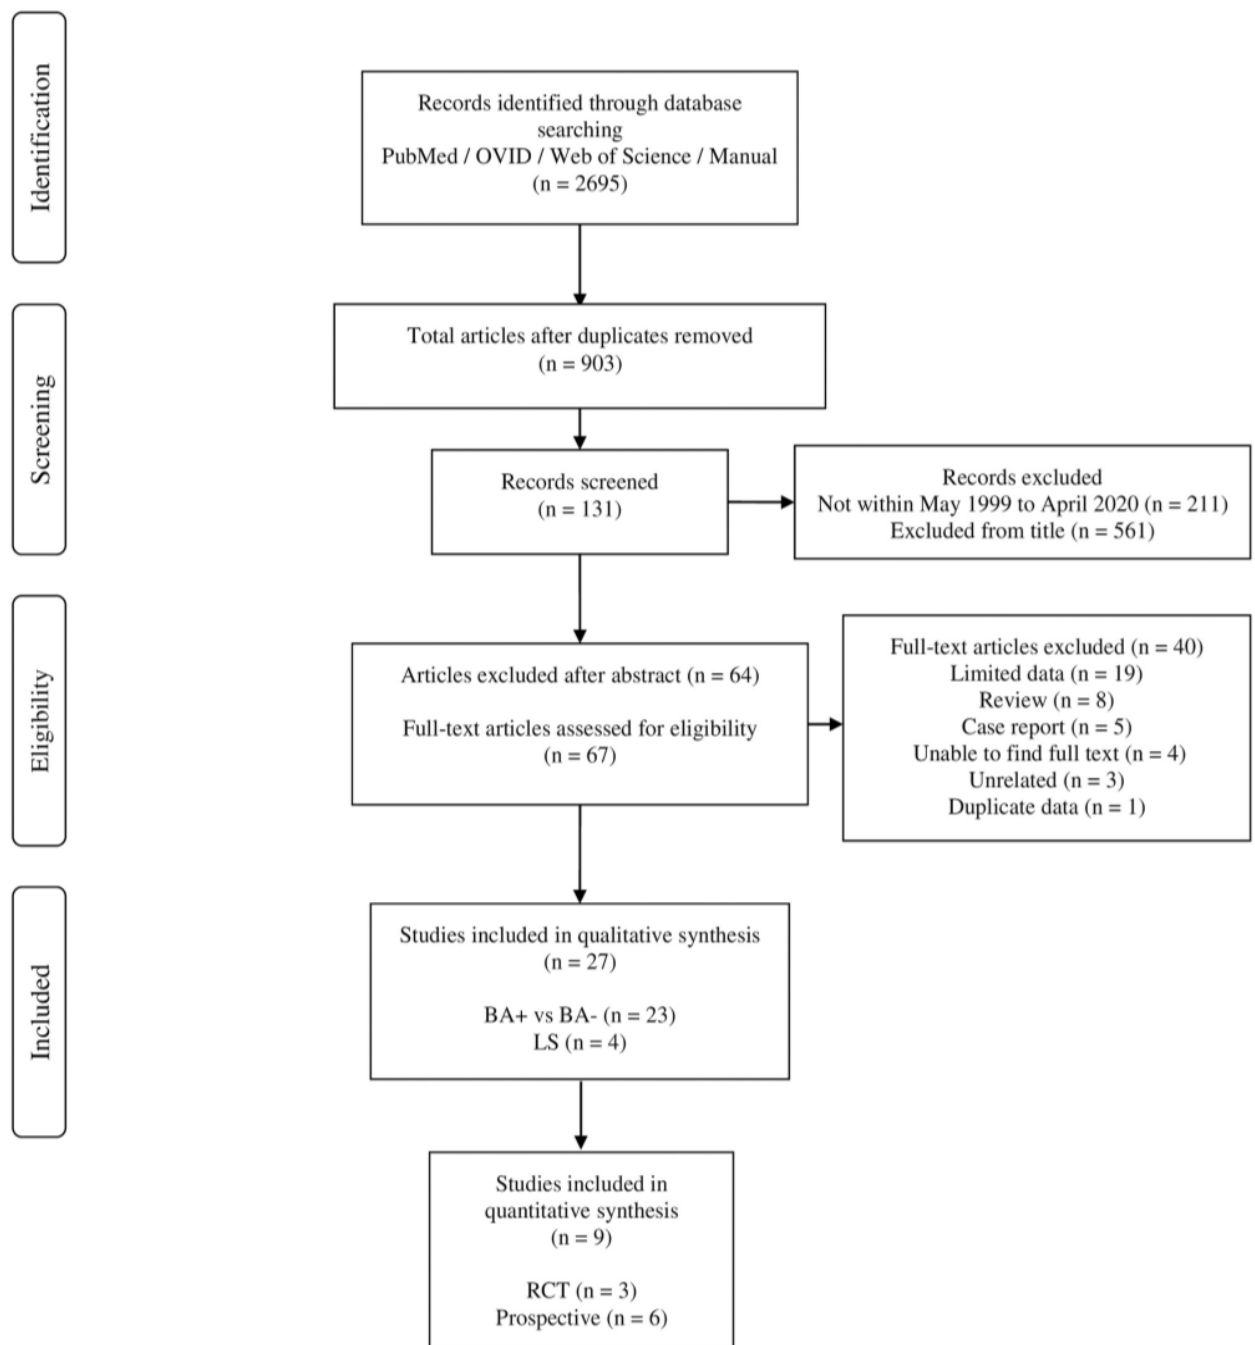 Identification
Records identified through database
searching
PubMed / OVID / Web of Science / Manual
(n = 2695)
Screening
Total articles after duplicates removed
(n = 903)
Records screened
(n = 131)
Records excluded
Not within May 1999 to April 2020 (n = 211)
Excluded from title (n = 561)
Eligibility
Articles excluded after abstract (n = 64)
Full-text articles assessed for eligibility
(n = 67)
Full-text articles excluded (n = 40)
Limited data (n = 19)
Review (n = 8)
Case report (n = 5)
Unable to find full text (n = 4)
Unrelated (n = 3)
Duplicate data (n = 1)
Included
Studies included in qualitative synthesis
(n = 27)
BA+ vs BA- (n = 23)
LS (n = 4)
Studies included in
quantitative synthesis
(n = 9)
RCT (n = 3)
Prospective (n = 6)